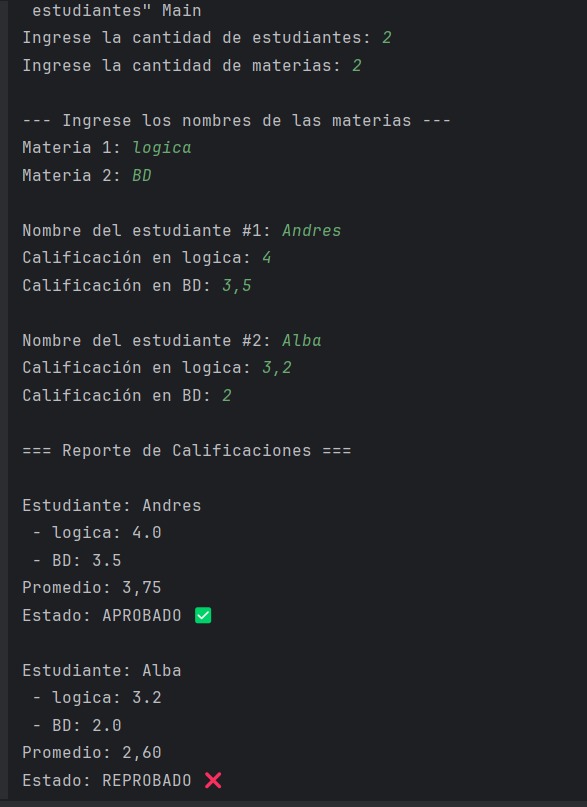 estudiantes" Main
Ingrese la cantidad de estudiantes: 2
Ingrese la cantidad de materias: 2
--- Ingrese los nombres de las materias ---
Materia 1: logica
Materia 2: BD
Nombre del estudiante #1: Andres
Calificación en logica: 4
Calificación en BD: 3,5
Nombre del estudiante #2: Alba
Calificación en logica: 3,2
Calificación en BD: 2
=== Reporte de Calificaciones ===
Estudiante: Andres
- logica: 4.0
- BD: 3.5
Promedio: 3,75
Estado: APROBADO ✅
Estudiante: Alba
- logica: 3.2
- BD: 2.0
Promedio: 2,60
Estado: REPROBADO ❌